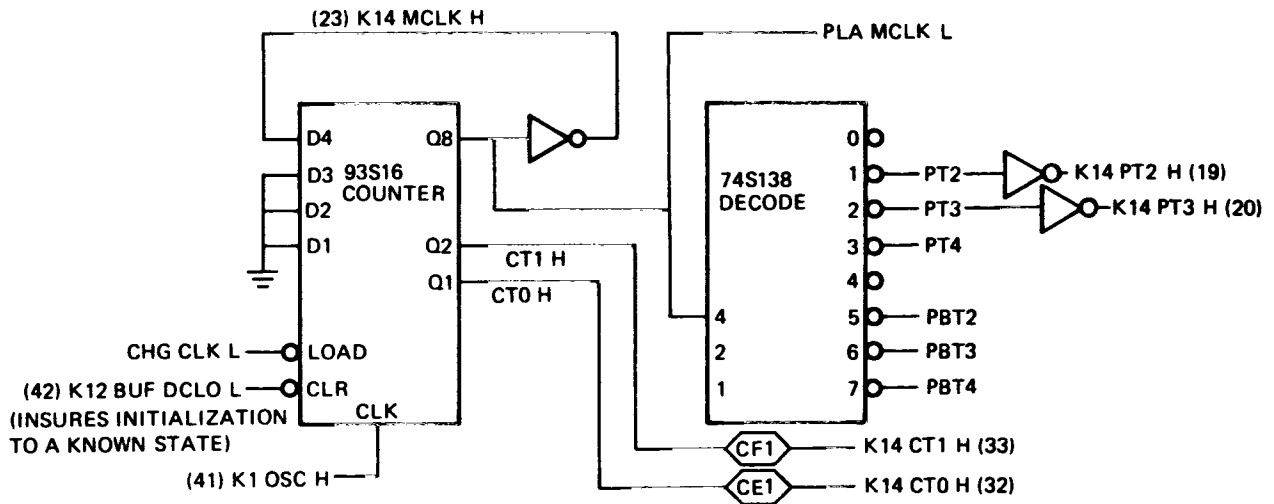 (23) K14 MCLK H
PLA MCLK L
D4
D3
D2
D1
93S16
COUNTER
Q8
Q2
Q1
CT1 H
CT0 H
LOAD
CLR
CLK
CHG CLK L
(42) K12 BUF DCLO L
(INSURES INITIALIZATION
TO A KNOWN STATE)
(41) K1 OSC H
74S138
DECODE
4
2
1
0
1
2
3
4
5
6
7
PT2
K14 PT2 H (19)
PT3
K14 PT3 H (20)
PT4
PBT2
PBT3
PBT4
CF1
K14 CT1 H (33)
CE1
K14 CT0 H (32)